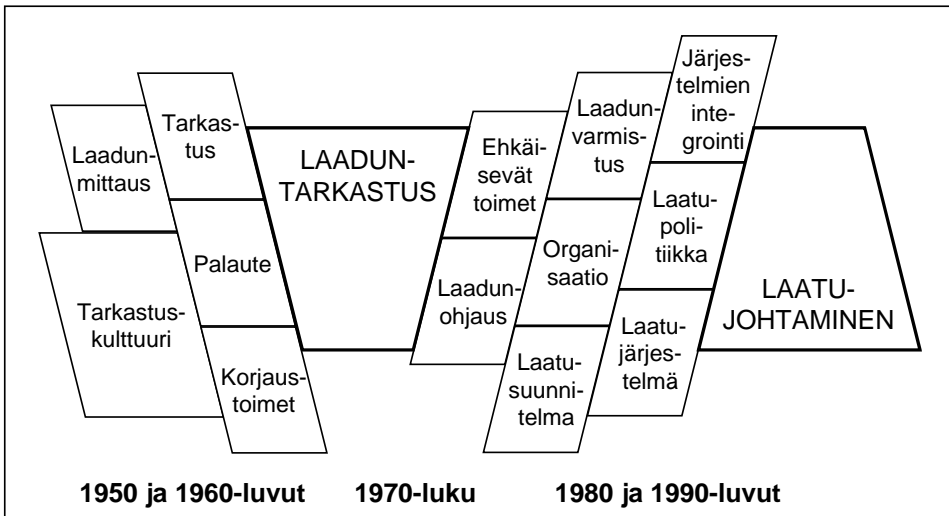 Laadun-
mittaus
Tarkastus-
kulttuuri
Tarkas-
tus
Palaute
Korjaus-
toimet
LAADUN-
TARKASTUS
Ehkäi-
sevät
toimet
Laadun-
ohjaus
Laadun-
varmis-
tus
Organi-
saatio
Laatu-
suunni-
telma
Järjes-
telmien
inte-
grointi
Laatu-
poli-
tiikka
Laatu-
järjes-
telmä
LAATU-
JOHTAMINEN
1950 ja 1960-luvut 1970-luku 1980 ja 1990-luvut